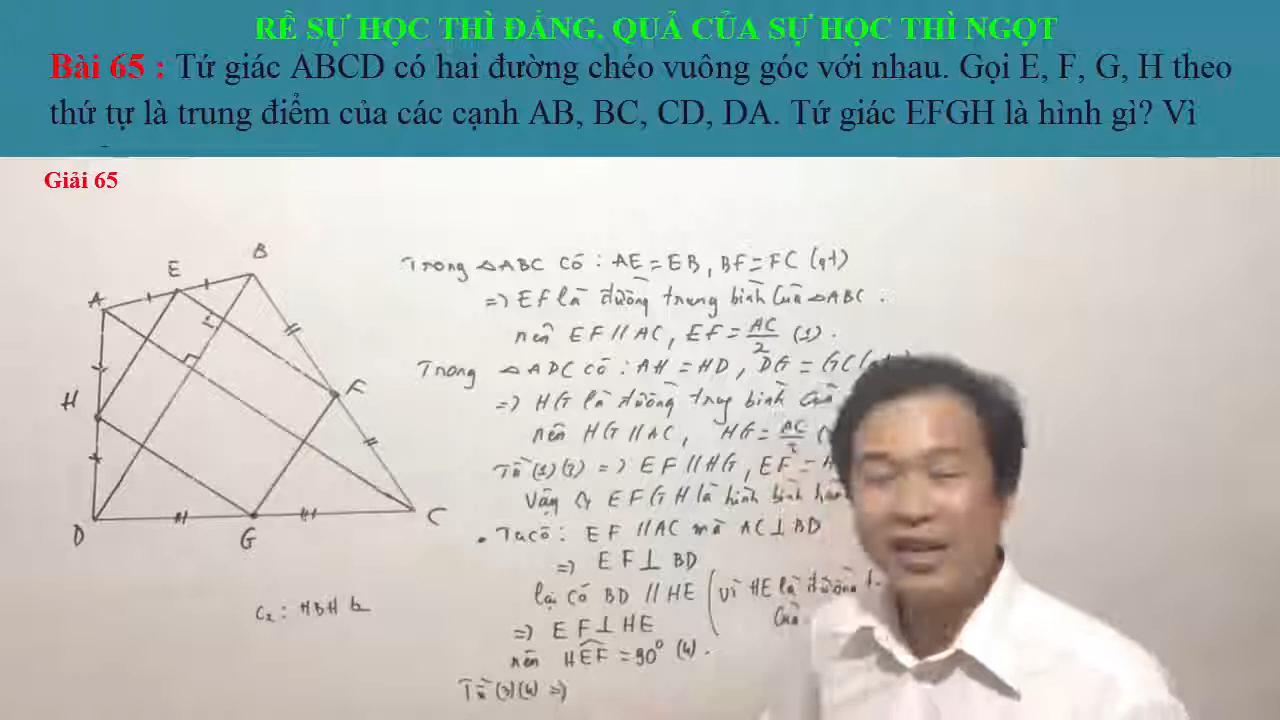 RỄ SỰ HỌC THÌ ĐẮNG, QUẢ CỦA SỰ HỌC THÌ NGỌT
Bài 65 : Tứ giác ABCD có hai đường chéo vuông góc với nhau. Gọi E, F, G, H theo
thứ tự là trung điểm của các cạnh AB, BC, CD, DA. Tứ giác EFGH là hình gì? Vì
Giải 65
B
E
A
H
F
D
G
C
C₂ : HBH
Trong △ABC có : AE = EB , BF = FC (gt)
=> EF là đường trung bình của △ABC .
nên EF // AC, EF = AC/2 (1) .
Trong △ADC có : AH = HD , DG = GC
=> HG là đường trung bình của
nên HG // AC, HG = AC/2
Từ (1) (2) => EF // HG , EF =
Vậy EFGH là hình bình
. Ta có : EF // AC mà AC ⊥ BD
=> EF ⊥ BD
lại có BD // HE ( vì HE là đường
của
=> EF ⊥ HE
nên HEF = 90° (4) .
Từ (3) (4) =>